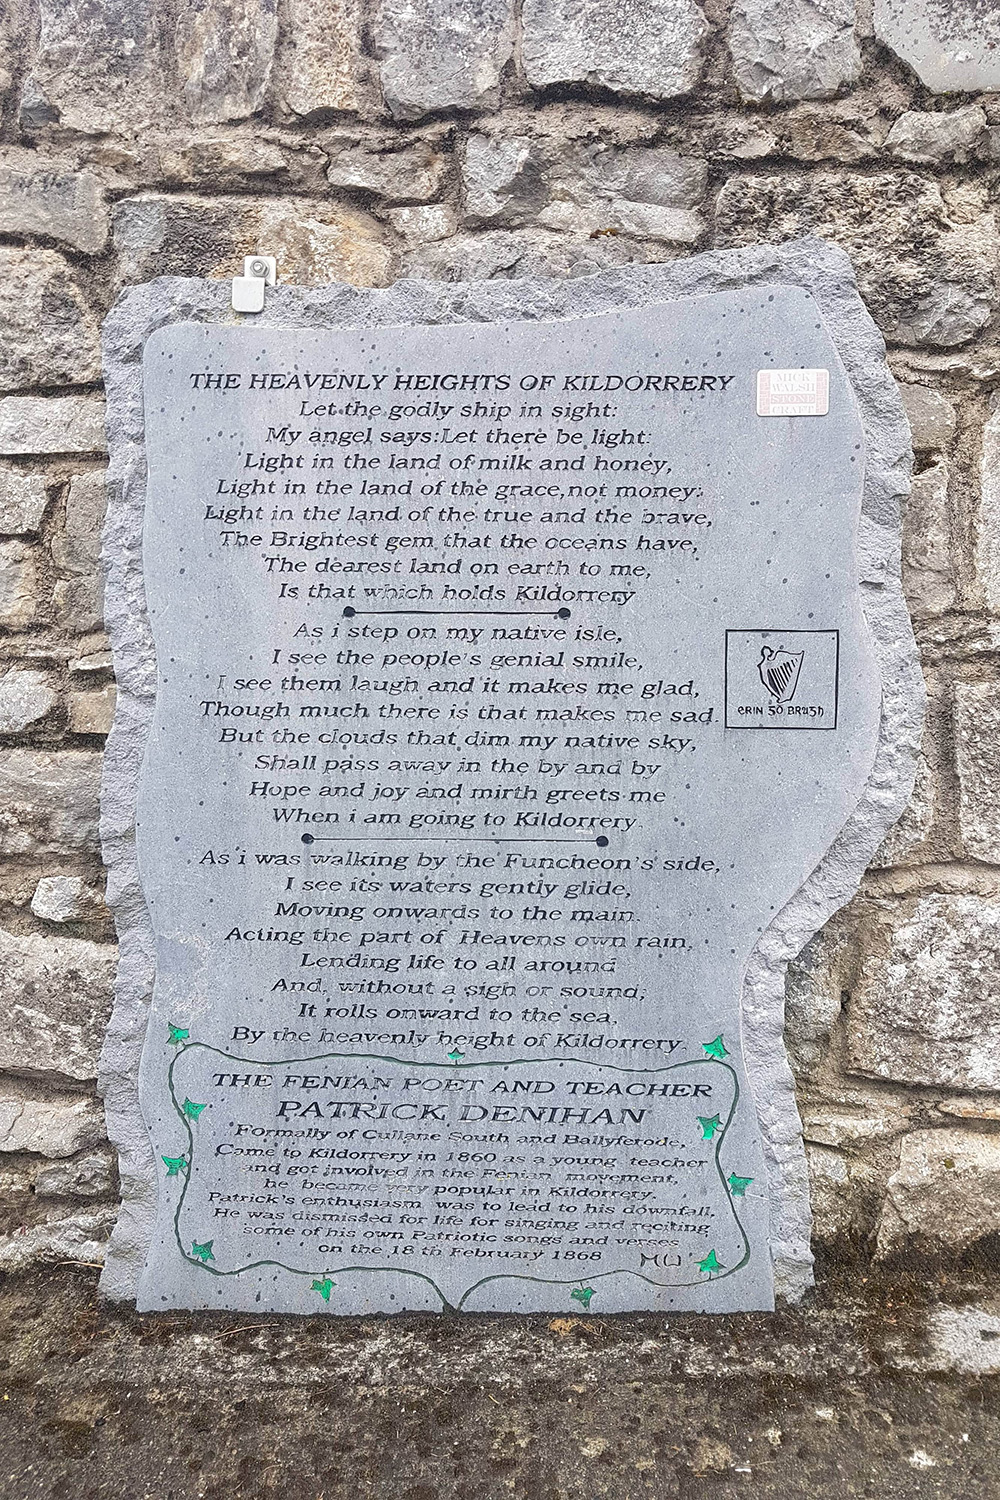 THE HEAVENLY HEIGHTS OF KILDORRERY
MICK
WALSH
STONE
CRAFT
Let the godly ship in sight:
My angel says:Let there be light:
Light in the land of milk and honey,
Light in the land of the grace, not money:
Light in the land of the true and the brave,
The Brightest gem that the oceans have,
The dearest land on earth to me,
Is that which holds Kildorrery
As i step on my native isle,
I see the people's genial smile,
I see them laugh and it makes me glad,
Though much there is that makes me sad.
But the clouds that dim my native sky,
Shall pass away in the by and by
Hope and joy and mirth greets me
When i am going to Kildorrery.
ERIN GO BRAGH
As i was walking by the Funcheon's side,
I see its waters gently glide,
Moving onwards to the main.
Acting the part of Heavens own rain,
Lending life to all around
And, without a sigh or sound;
It rolls onward to the sea,
By the heavenly height of Kildorrery.
THE FENIAN POET AND TEACHER
PATRICK DENIHAN
Formally of Cullane South and Ballyfetode,
Came to Kildorrery in 1860 as a young teacher
and got involved in the Fenian movement,
he became very popular in Kildorrery.
Patrick's enthusiasm was to lead to his downfall,
He was dismissed for life for singing and reciting
some of his own Patriotic songs and verses
on the 18 th February 1868
MW